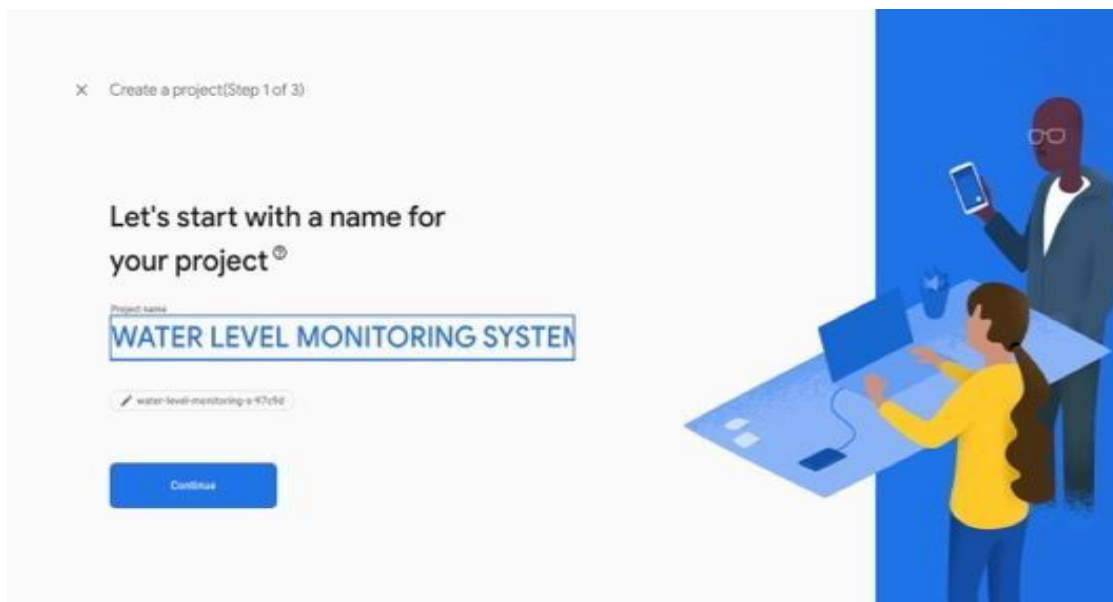 Create a project(Step 1 of 3)
Let's start with a name for
your project
Project name
WATER LEVEL MONITORING SYSTEM
water-level-monitoring-s-97c9d
Continue